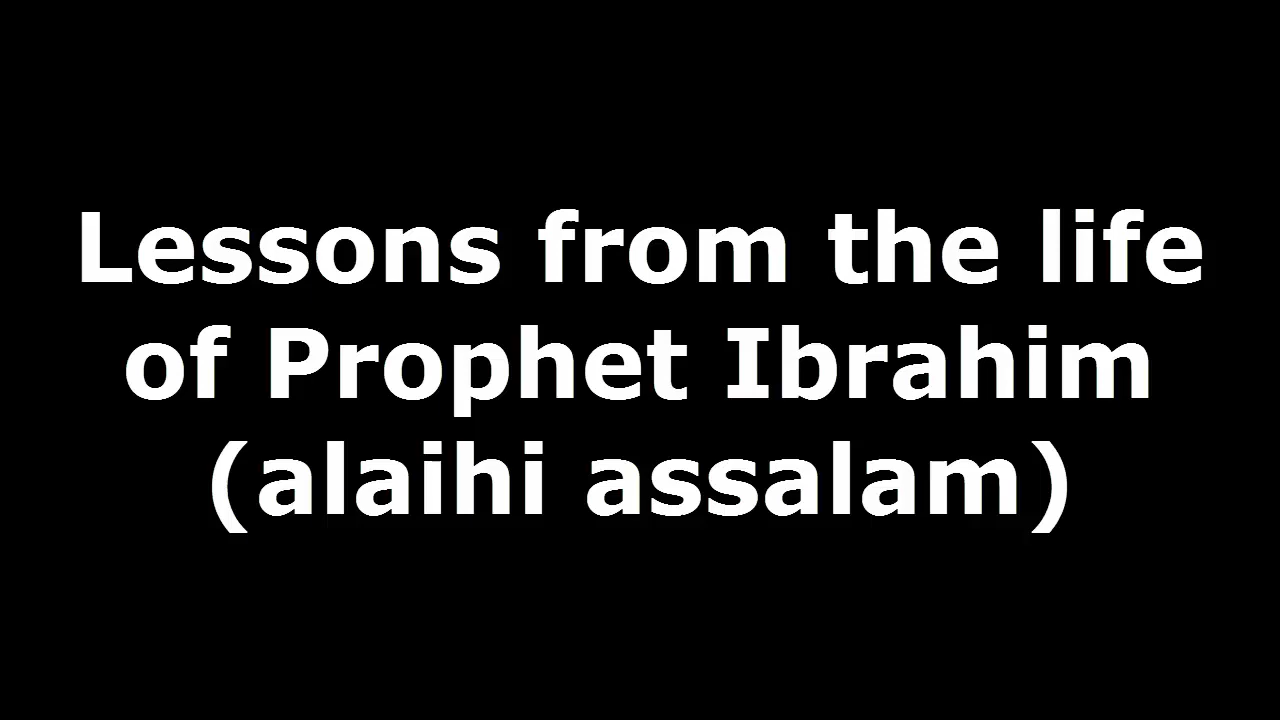 Lessons from the life
of Prophet Ibrahim
(alaihi assalam)